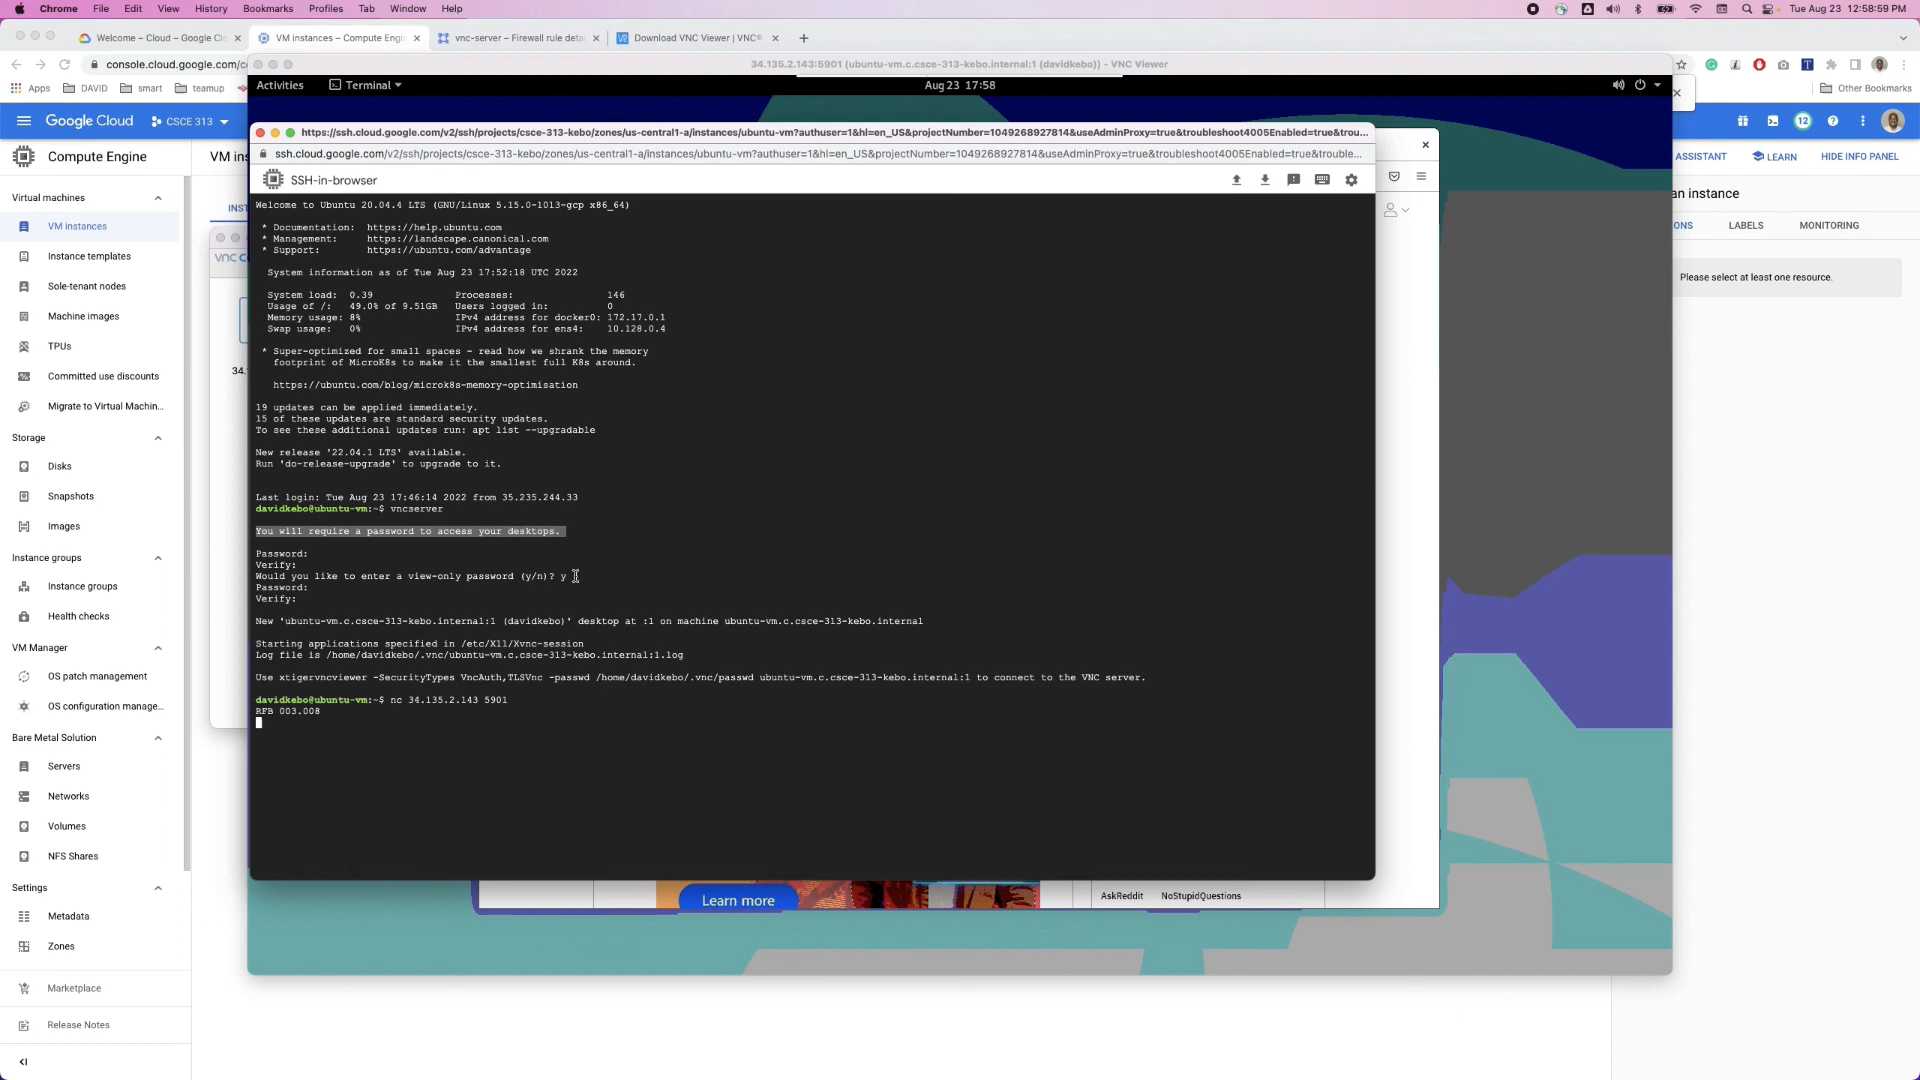 Chrome File Edit View History Bookmarks Profiles Tab Window Help
Tue Aug 23 12:58:59 PM
Welcome – Cloud – Google Cl
VM instances – Compute Engin
vnc-server – Firewall rule deta
Download VNC Viewer | VNC®
console.cloud.google.com/c
34.135.2.143:5901 (ubuntu-vm.c.csce-313-kebo.internal:1 (davidkebo)) - VNC Viewer
Apps DAVID smart teamup
Other Bookmarks
Activities Terminal
Aug 23 17:58
Google Cloud CSCE 313
12
Compute Engine
VM in
ASSISTANT LEARN HIDE INFO PANEL
https://ssh.cloud.google.com/v2/ssh/projects/csce-313-kebo/zones/us-central1-a/instances/ubuntu-vm?authuser=1&hl=en_US&projectNumber=1049268927814&useAdminProxy=true&troubleshoot4005Enabled=true&trou...
ssh.cloud.google.com/v2/ssh/projects/csce-313-kebo/zones/us-central1-a/instances/ubuntu-vm?authuser=1&hl=en_US&projectNumber=1049268927814&useAdminProxy=true&troubleshoot4005Enabled=true&trouble...
SSH-in-browser
Virtual machines
VM instances
Instance templates
Sole-tenant nodes
Machine images
TPUs
Committed use discounts
Migrate to Virtual Machin...
Storage
Disks
Snapshots
Images
Instance groups
Instance groups
Health checks
VM Manager
OS patch management
OS configuration manage...
Bare Metal Solution
Servers
Networks
Volumes
NFS Shares
Settings
Metadata
Zones
Marketplace
Release Notes
INST
VNC C
34.
Welcome to Ubuntu 20.04.4 LTS (GNU/Linux 5.15.0-1013-gcp x86_64)
* Documentation: https://help.ubuntu.com
* Management: https://landscape.canonical.com
* Support: https://ubuntu.com/advantage
System information as of Tue Aug 23 17:52:18 UTC 2022
System load: 0.39 Processes: 146
Usage of /: 49.0% of 9.51GB Users logged in: 0
Memory usage: 8% IPv4 address for docker0: 172.17.0.1
Swap usage: 0% IPv4 address for ens4: 10.128.0.4
* Super-optimized for small spaces - read how we shrank the memory
footprint of MicroK8s to make it the smallest full K8s around.
https://ubuntu.com/blog/microk8s-memory-optimisation
19 updates can be applied immediately.
15 of these updates are standard security updates.
To see these additional updates run: apt list --upgradable
New release '22.04.1 LTS' available.
Run 'do-release-upgrade' to upgrade to it.
Last login: Tue Aug 23 17:46:14 2022 from 35.235.244.33
davidkebo@ubuntu-vm:~$ vncserver
You will require a password to access your desktops.
Password:
Verify:
Would you like to enter a view-only password (y/n)? y
Password:
Verify:
New 'ubuntu-vm.c.csce-313-kebo.internal:1 (davidkebo)' desktop at :1 on machine ubuntu-vm.c.csce-313-kebo.internal
Starting applications specified in /etc/X11/Xvnc-session
Log file is /home/davidkebo/.vnc/ubuntu-vm.c.csce-313-kebo.internal:1.log
Use xtigervncviewer -SecurityTypes VncAuth,TLSVnc -passwd /home/davidkebo/.vnc/passwd ubuntu-vm.c.csce-313-kebo.internal:1 to connect to the VNC server.
davidkebo@ubuntu-vm:~$ nc 34.135.2.143 5901
RFB 003.008
Learn more
AskReddit NoStupidQuestions
an instance
ONS LABELS MONITORING
Please select at least one resource.